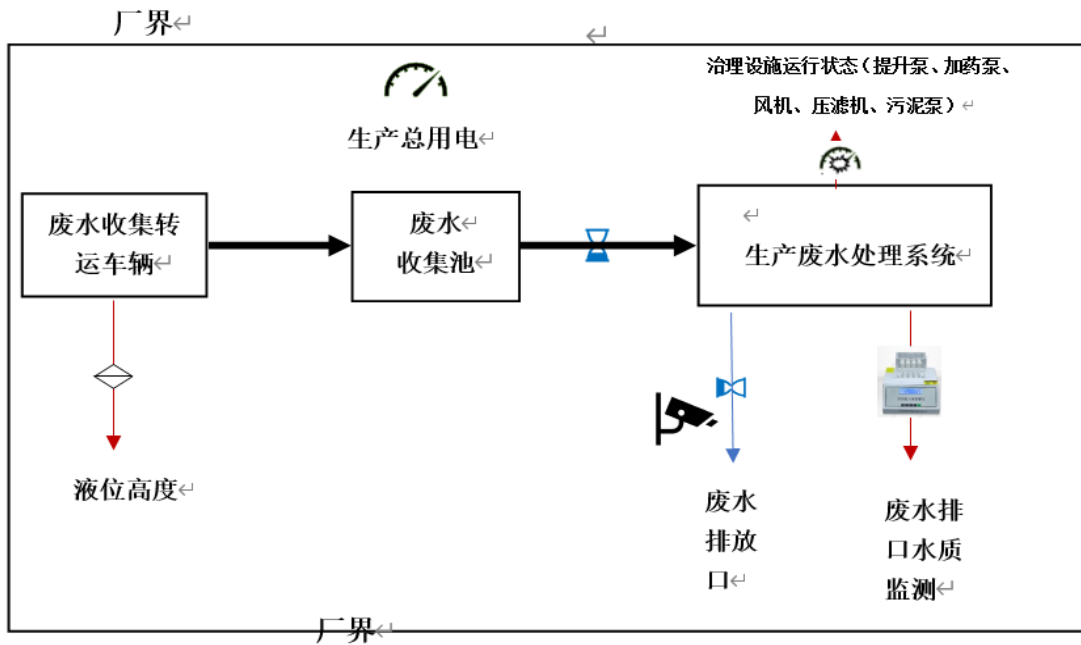 厂界
治理设施运行状态（提升泵、加药泵、
风机、压滤机、污泥泵）
生产总用电
废水收集转
运车辆
废水
收集池
生产废水处理系统
液位高度
废水
排放
口
废水排
口水质
监测
厂界